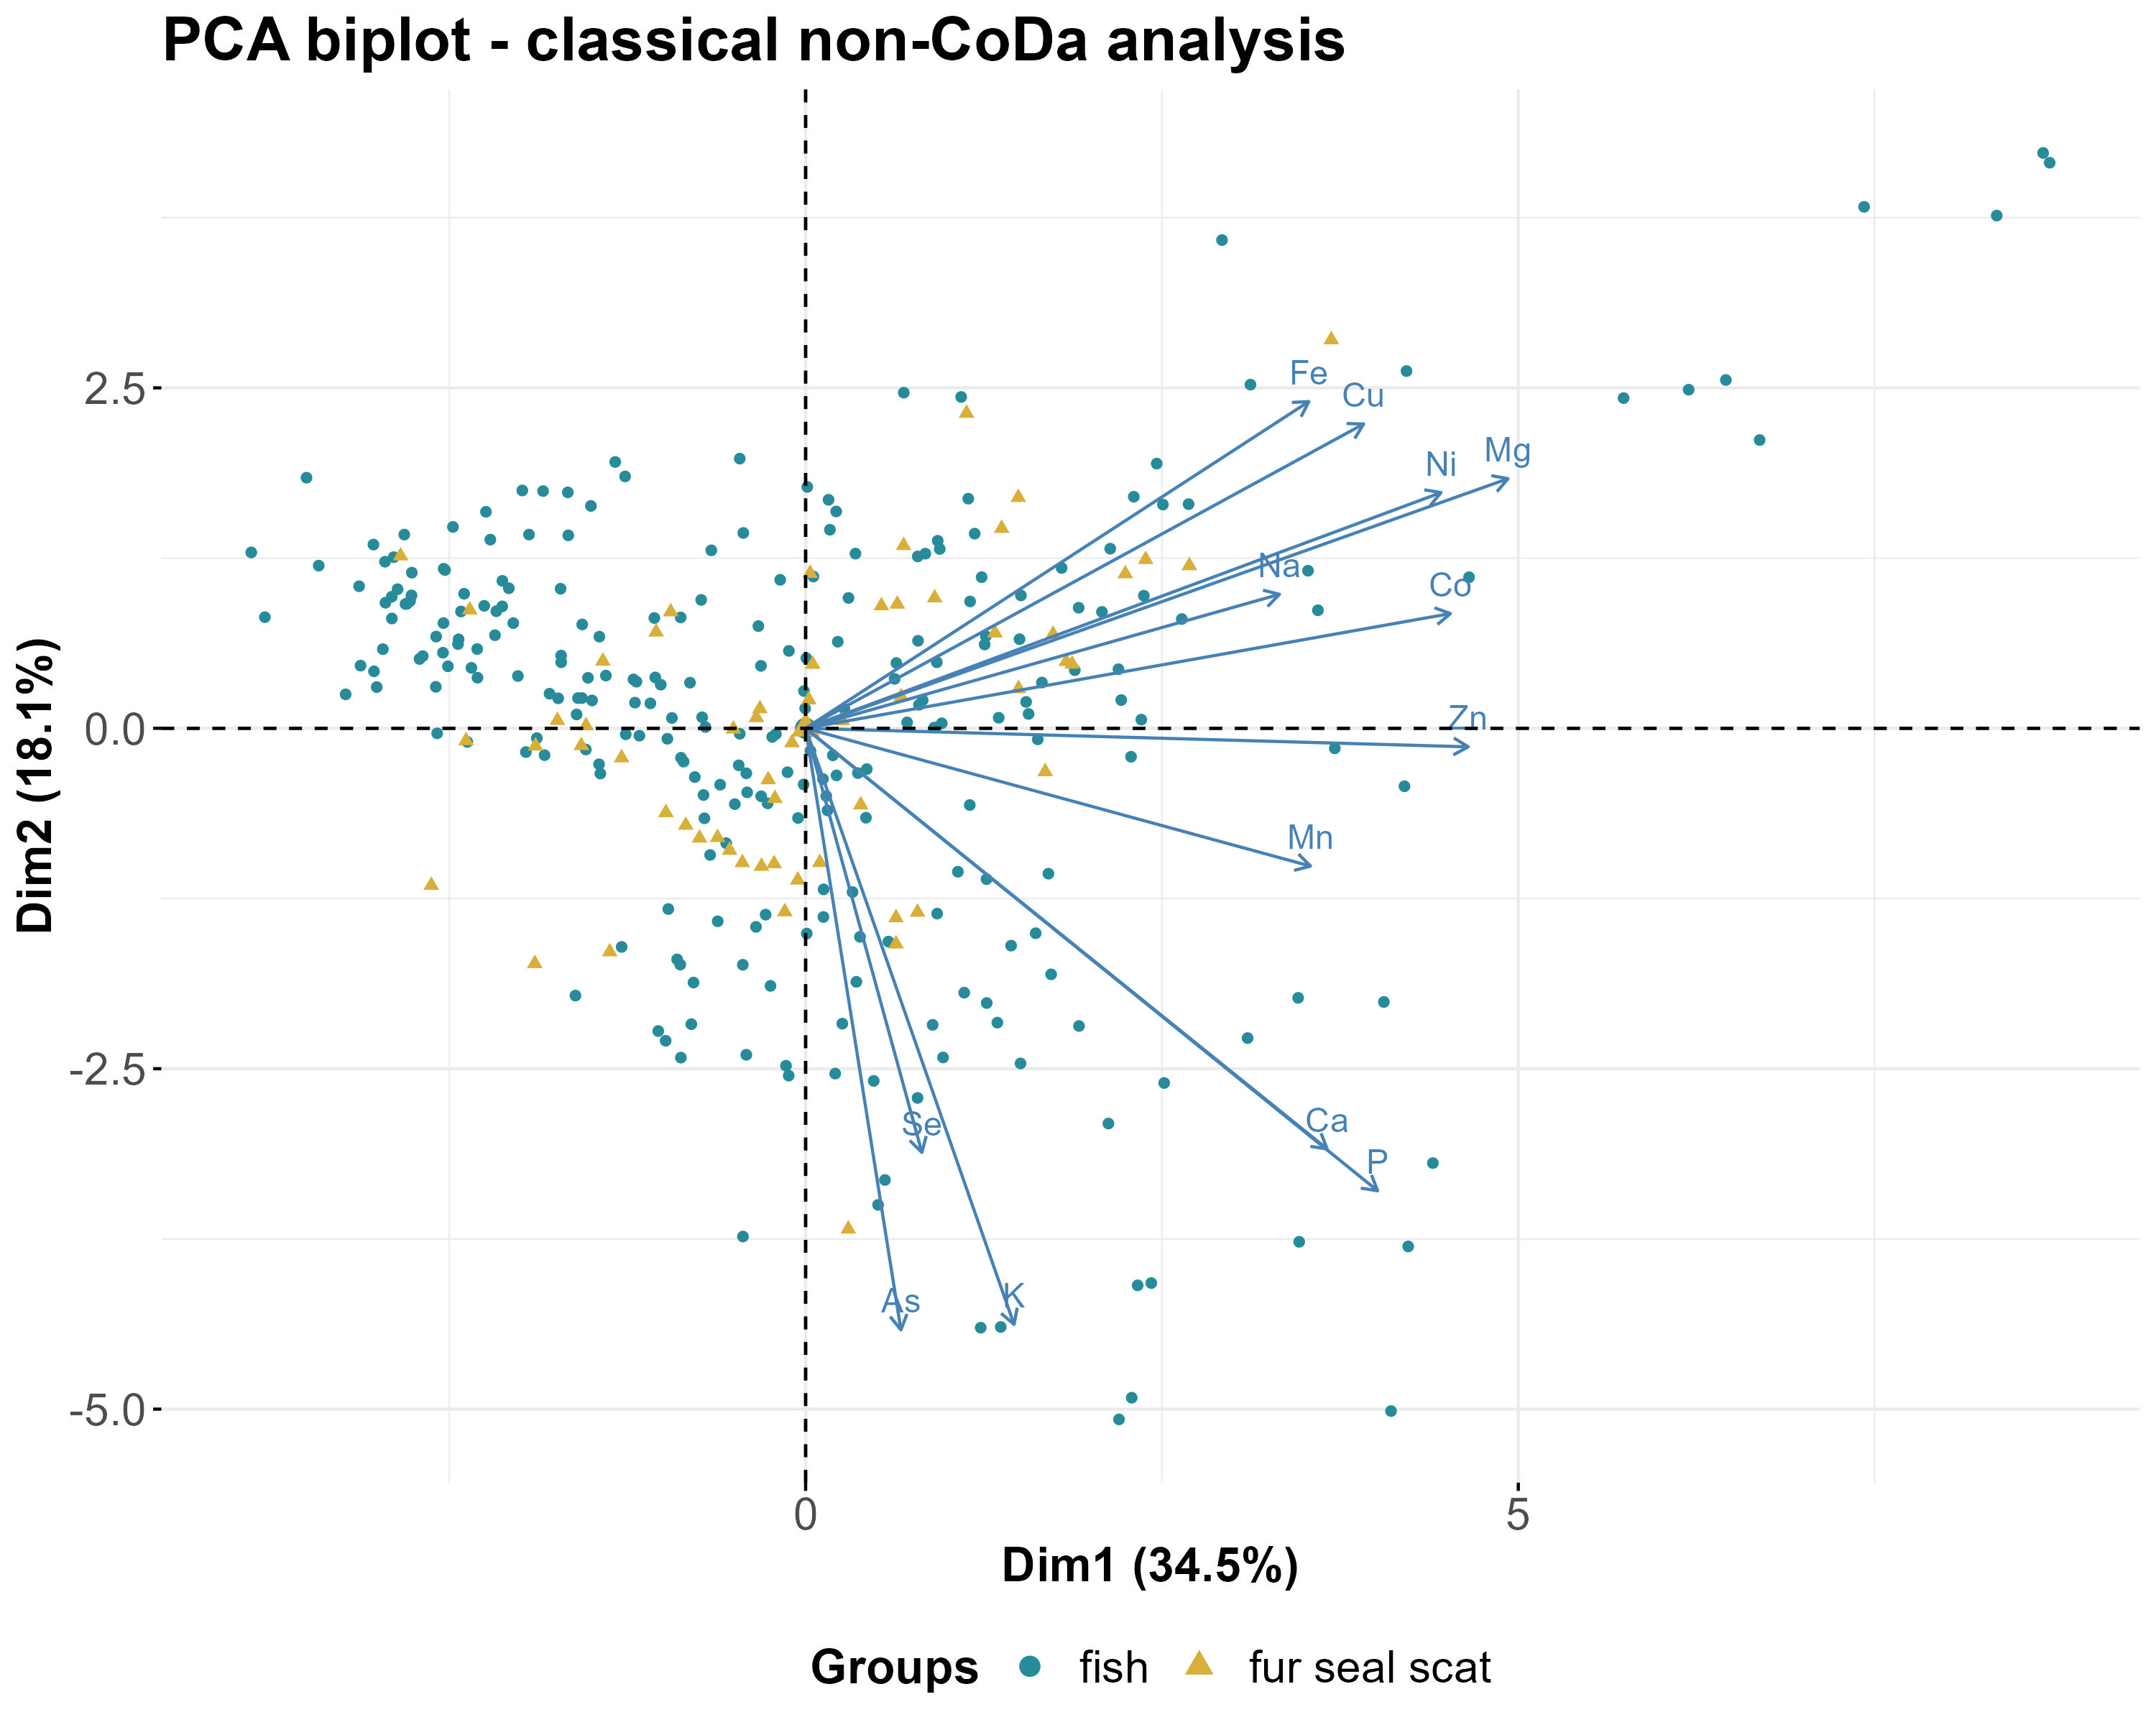 PCA biplot - classical non-CoDa analysis
Fe
Cu
Mg
Ni
Na
Co
Zn
Mn
Se
Ca
P
As
K
2.5
0.0
-2.5
-5.0
Dim2 (18.1%)
0
5
Dim1 (34.5%)
Groups fish fur seal scat